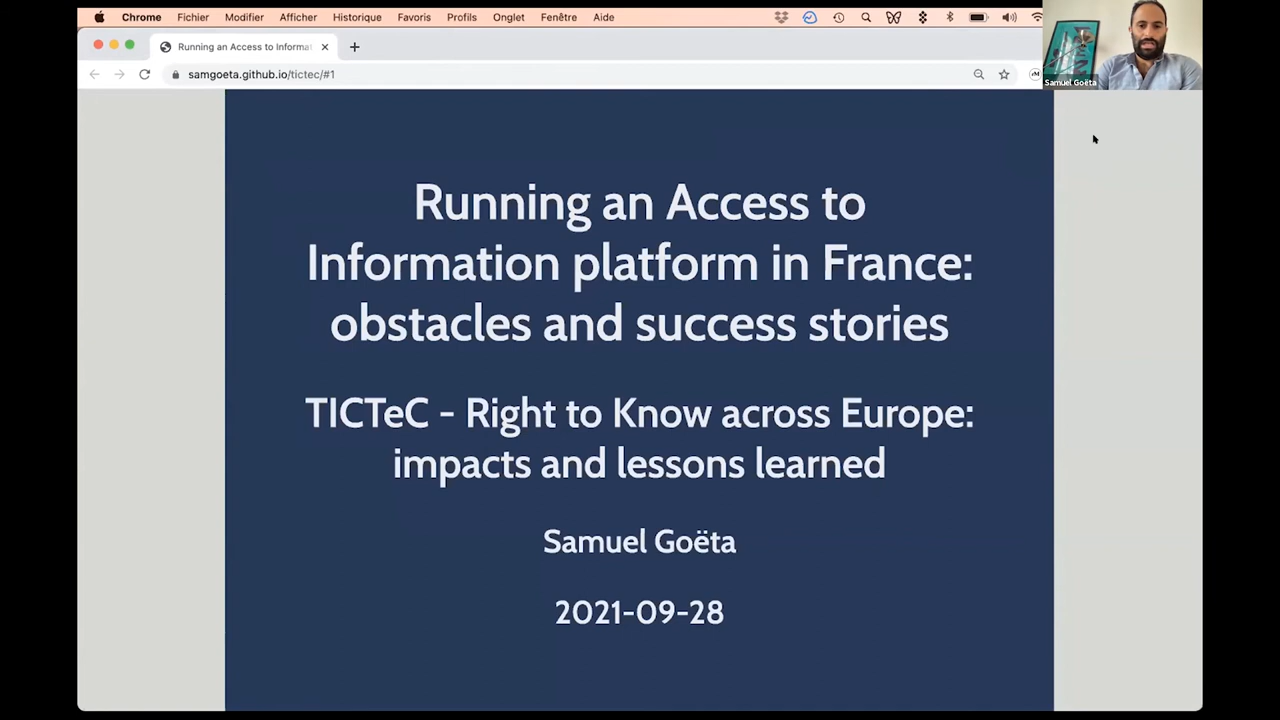 Chrome Fichier Modifier Afficher Historique Favoris Profils Onglet Fenêtre Aide
Running an Access to Informa
samgoeta.github.io/tictec/#1
Samuel Goëta
Running an Access to
Information platform in France:
obstacles and success stories
TICTeC - Right to Know across Europe:
impacts and lessons learned
Samuel Goëta
2021-09-28